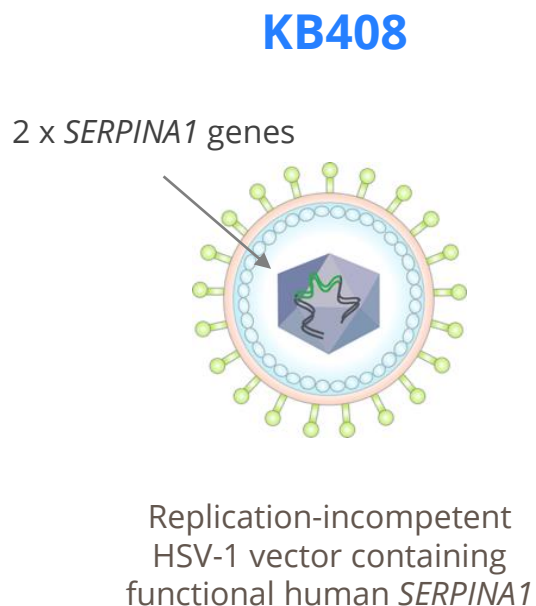 KB408
2 x SERPINA1 genes
Replication-incompetent
HSV-1 vector containing
functional human SERPINA1